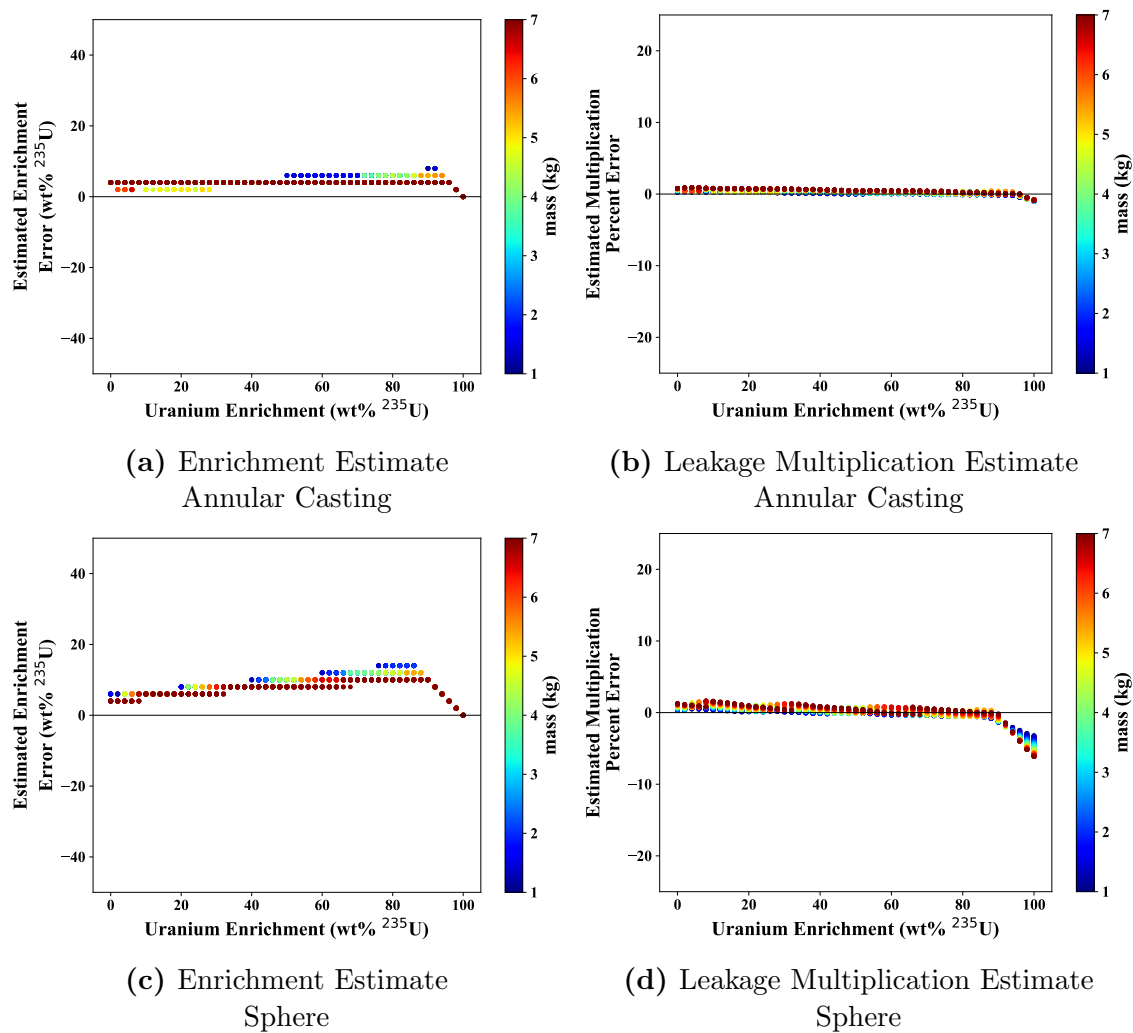 40
20
0
−20
−40
Estimated Enrichment
Error (wt% ²³⁵U)
0 20 40 60 80 100
Uranium Enrichment (wt% ²³⁵U)
7
6
5
4
3
2
1
mass (kg)
(a) Enrichment Estimate
Annular Casting
20
10
0
−10
−20
Estimated Multiplication
Percent Error
0 20 40 60 80 100
Uranium Enrichment (wt% ²³⁵U)
7
6
5
4
3
2
1
mass (kg)
(b) Leakage Multiplication Estimate
Annular Casting
40
20
0
−20
−40
Estimated Enrichment
Error (wt% ²³⁵U)
0 20 40 60 80 100
Uranium Enrichment (wt% ²³⁵U)
7
6
5
4
3
2
1
mass (kg)
(c) Enrichment Estimate
Sphere
20
10
0
−10
−20
Estimated Multiplication
Percent Error
0 20 40 60 80 100
Uranium Enrichment (wt% ²³⁵U)
7
6
5
4
3
2
1
mass (kg)
(d) Leakage Multiplication Estimate
Sphere